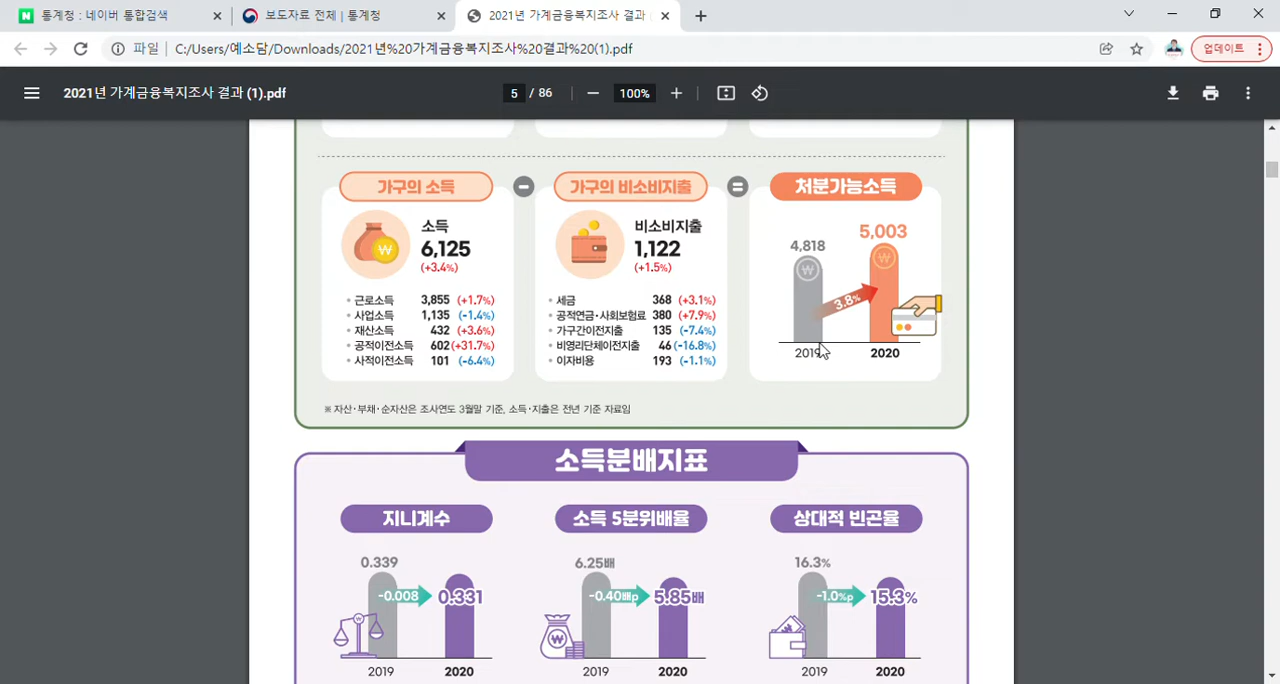 통계청 : 네이버 통합검색
보도자료 전체 | 통계청
2021년 가계금융복지조사 결과
파일
C:/Users/예소담/Downloads/2021년%20가계금융복지조사%20결과%20(1).pdf
업데이트
2021년 가계금융복지조사 결과 (1).pdf
5 / 86
100%
가구의 소득
가구의 비소비지출
처분가능소득
소득
6,125
(+3.4%)
근로소득 3,855 (+1.7%)
사업소득 1,135 (-1.4%)
재산소득 432 (+3.6%)
공적이전소득 602(+31.7%)
사적이전소득 101 (-6.4%)
비소비지출
1,122
(+1.5%)
세금 368 (+3.1%)
공적연금·사회보험료 380 (+7.9%)
가구간이전지출 135 (-7.4%)
비영리단체이전지출 46 (-16.8%)
이자비용 193 (-1.1%)
4,818
5,003
3.8%
2019
2020
※ 자산·부채·순자산은 조사연도 3월말 기준, 소득·지출은 전년 기준 자료임
소득분배지표
지니계수
0.339
-0.008
0.331
2019
2020
소득 5분위배율
6.25배
-0.40배p
5.85배
2019
2020
상대적 빈곤율
16.3%
-1.0%p
15.3%
2019
2020